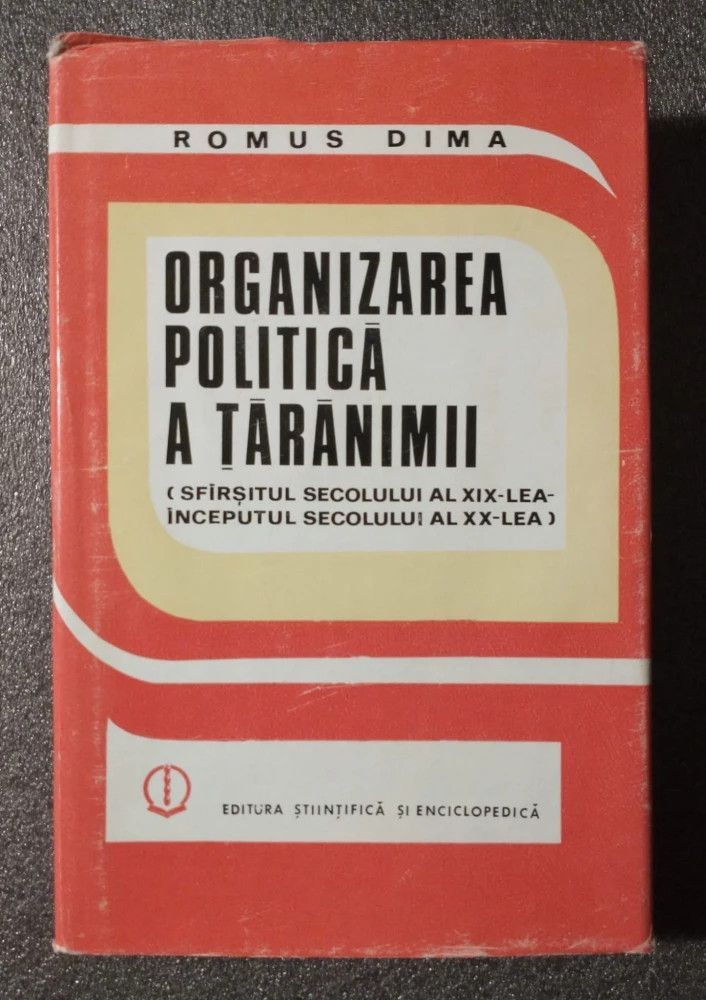 ROMUS DIMA
ORGANIZAREA
POLITICĂ
A ȚĂRĂNIMII
(SFÎRȘITUL SECOLULUI AL XIX-LEA-
ÎNCEPUTUL SECOLULUI AL XX-LEA)
EDITURA ȘTIINȚIFICĂ ȘI ENCICLOPEDICĂ